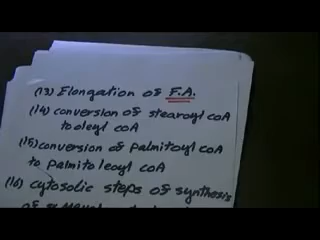 (13) Elongation of F.A.
(14) conversion of stearoyl coA
to oleyl coA
(15) conversion of palmitoyl coA
to palmitoleoyl coA
(16) cytosolic steps of synthesis
of